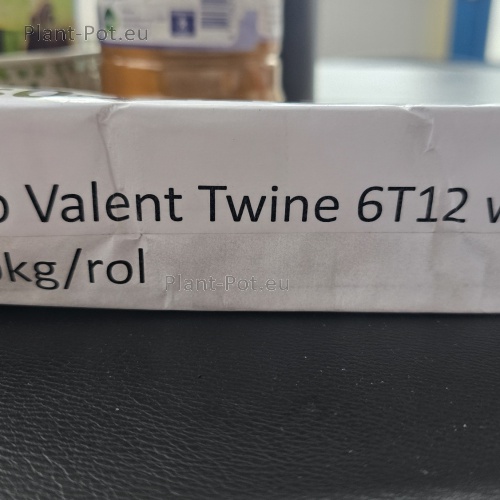 Plant-Pot.eu
o Valent Twine 6T12 w
kg/rol
Plant-Pot.eu